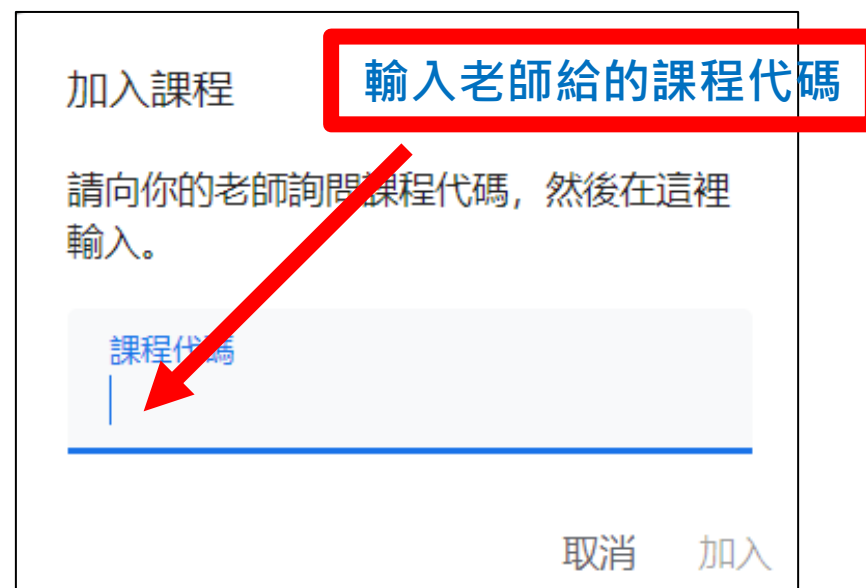 加入課程
輸入老師給的課程代碼
請向你的老師詢問課程代碼，然後在這裡
輸入。
課程代碼
取消
加入